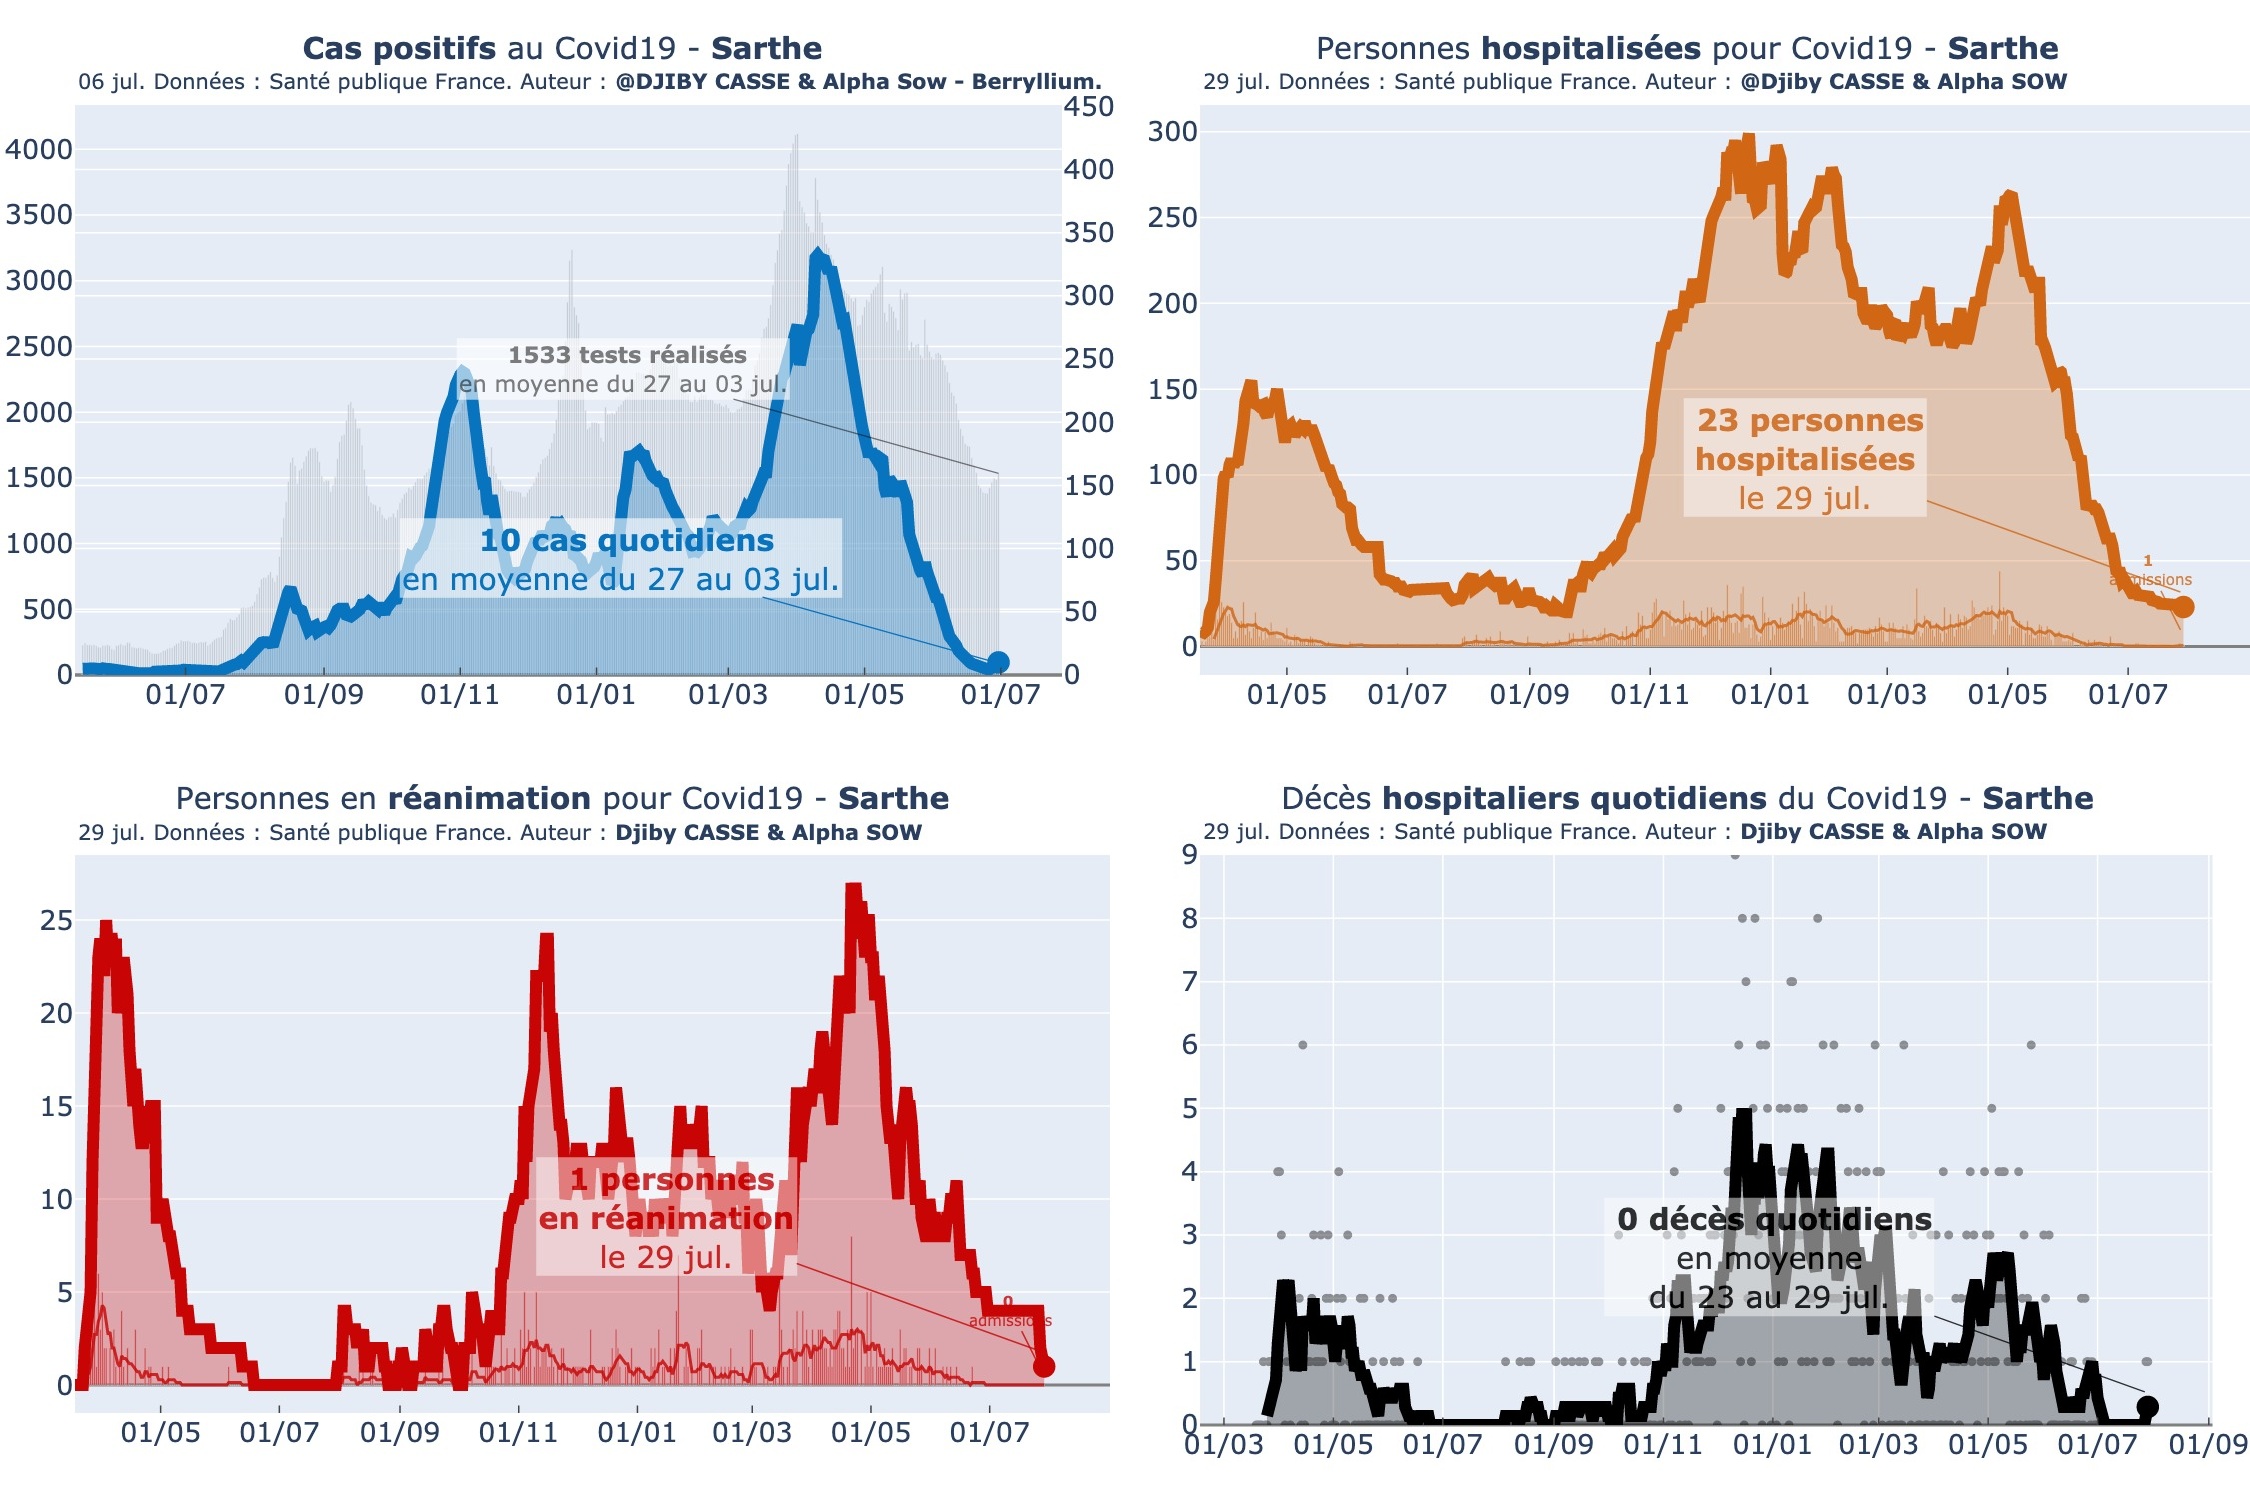 Cas positifs au Covid19 - Sarthe
06 jul. Données : Santé publique France. Auteur : @DJIBY CASSE & Alpha Sow - Berryllium.
4000
3500
3000
2500
2000
1500
1000
500
0
450
400
350
300
250
200
150
100
50
0
1533 tests réalisés
en moyenne du 27 au 03 jul.
10 cas quotidiens
en moyenne du 27 au 03 jul.
01/07 01/09 01/11 01/01 01/03 01/05 01/07
Personnes hospitalisées pour Covid19 - Sarthe
29 jul. Données : Santé publique France. Auteur : @Djiby CASSE & Alpha SOW
300
250
200
150
100
50
0
23 personnes
hospitalisées
le 29 jul.
1
admissions
01/05 01/07 01/09 01/11 01/01 01/03 01/05 01/07
Personnes en réanimation pour Covid19 - Sarthe
29 jul. Données : Santé publique France. Auteur : Djiby CASSE & Alpha SOW
25
20
15
10
5
0
1 personnes
en réanimation
le 29 jul.
0
admissions
01/05 01/07 01/09 01/11 01/01 01/03 01/05 01/07
Décès hospitaliers quotidiens du Covid19 - Sarthe
29 jul. Données : Santé publique France. Auteur : Djiby CASSE & Alpha SOW
9
8
7
6
5
4
3
2
1
0
0 décès quotidiens
en moyenne
du 23 au 29 jul.
01/03 01/05 01/07 01/09 01/11 01/01 01/03 01/05 01/07 01/09